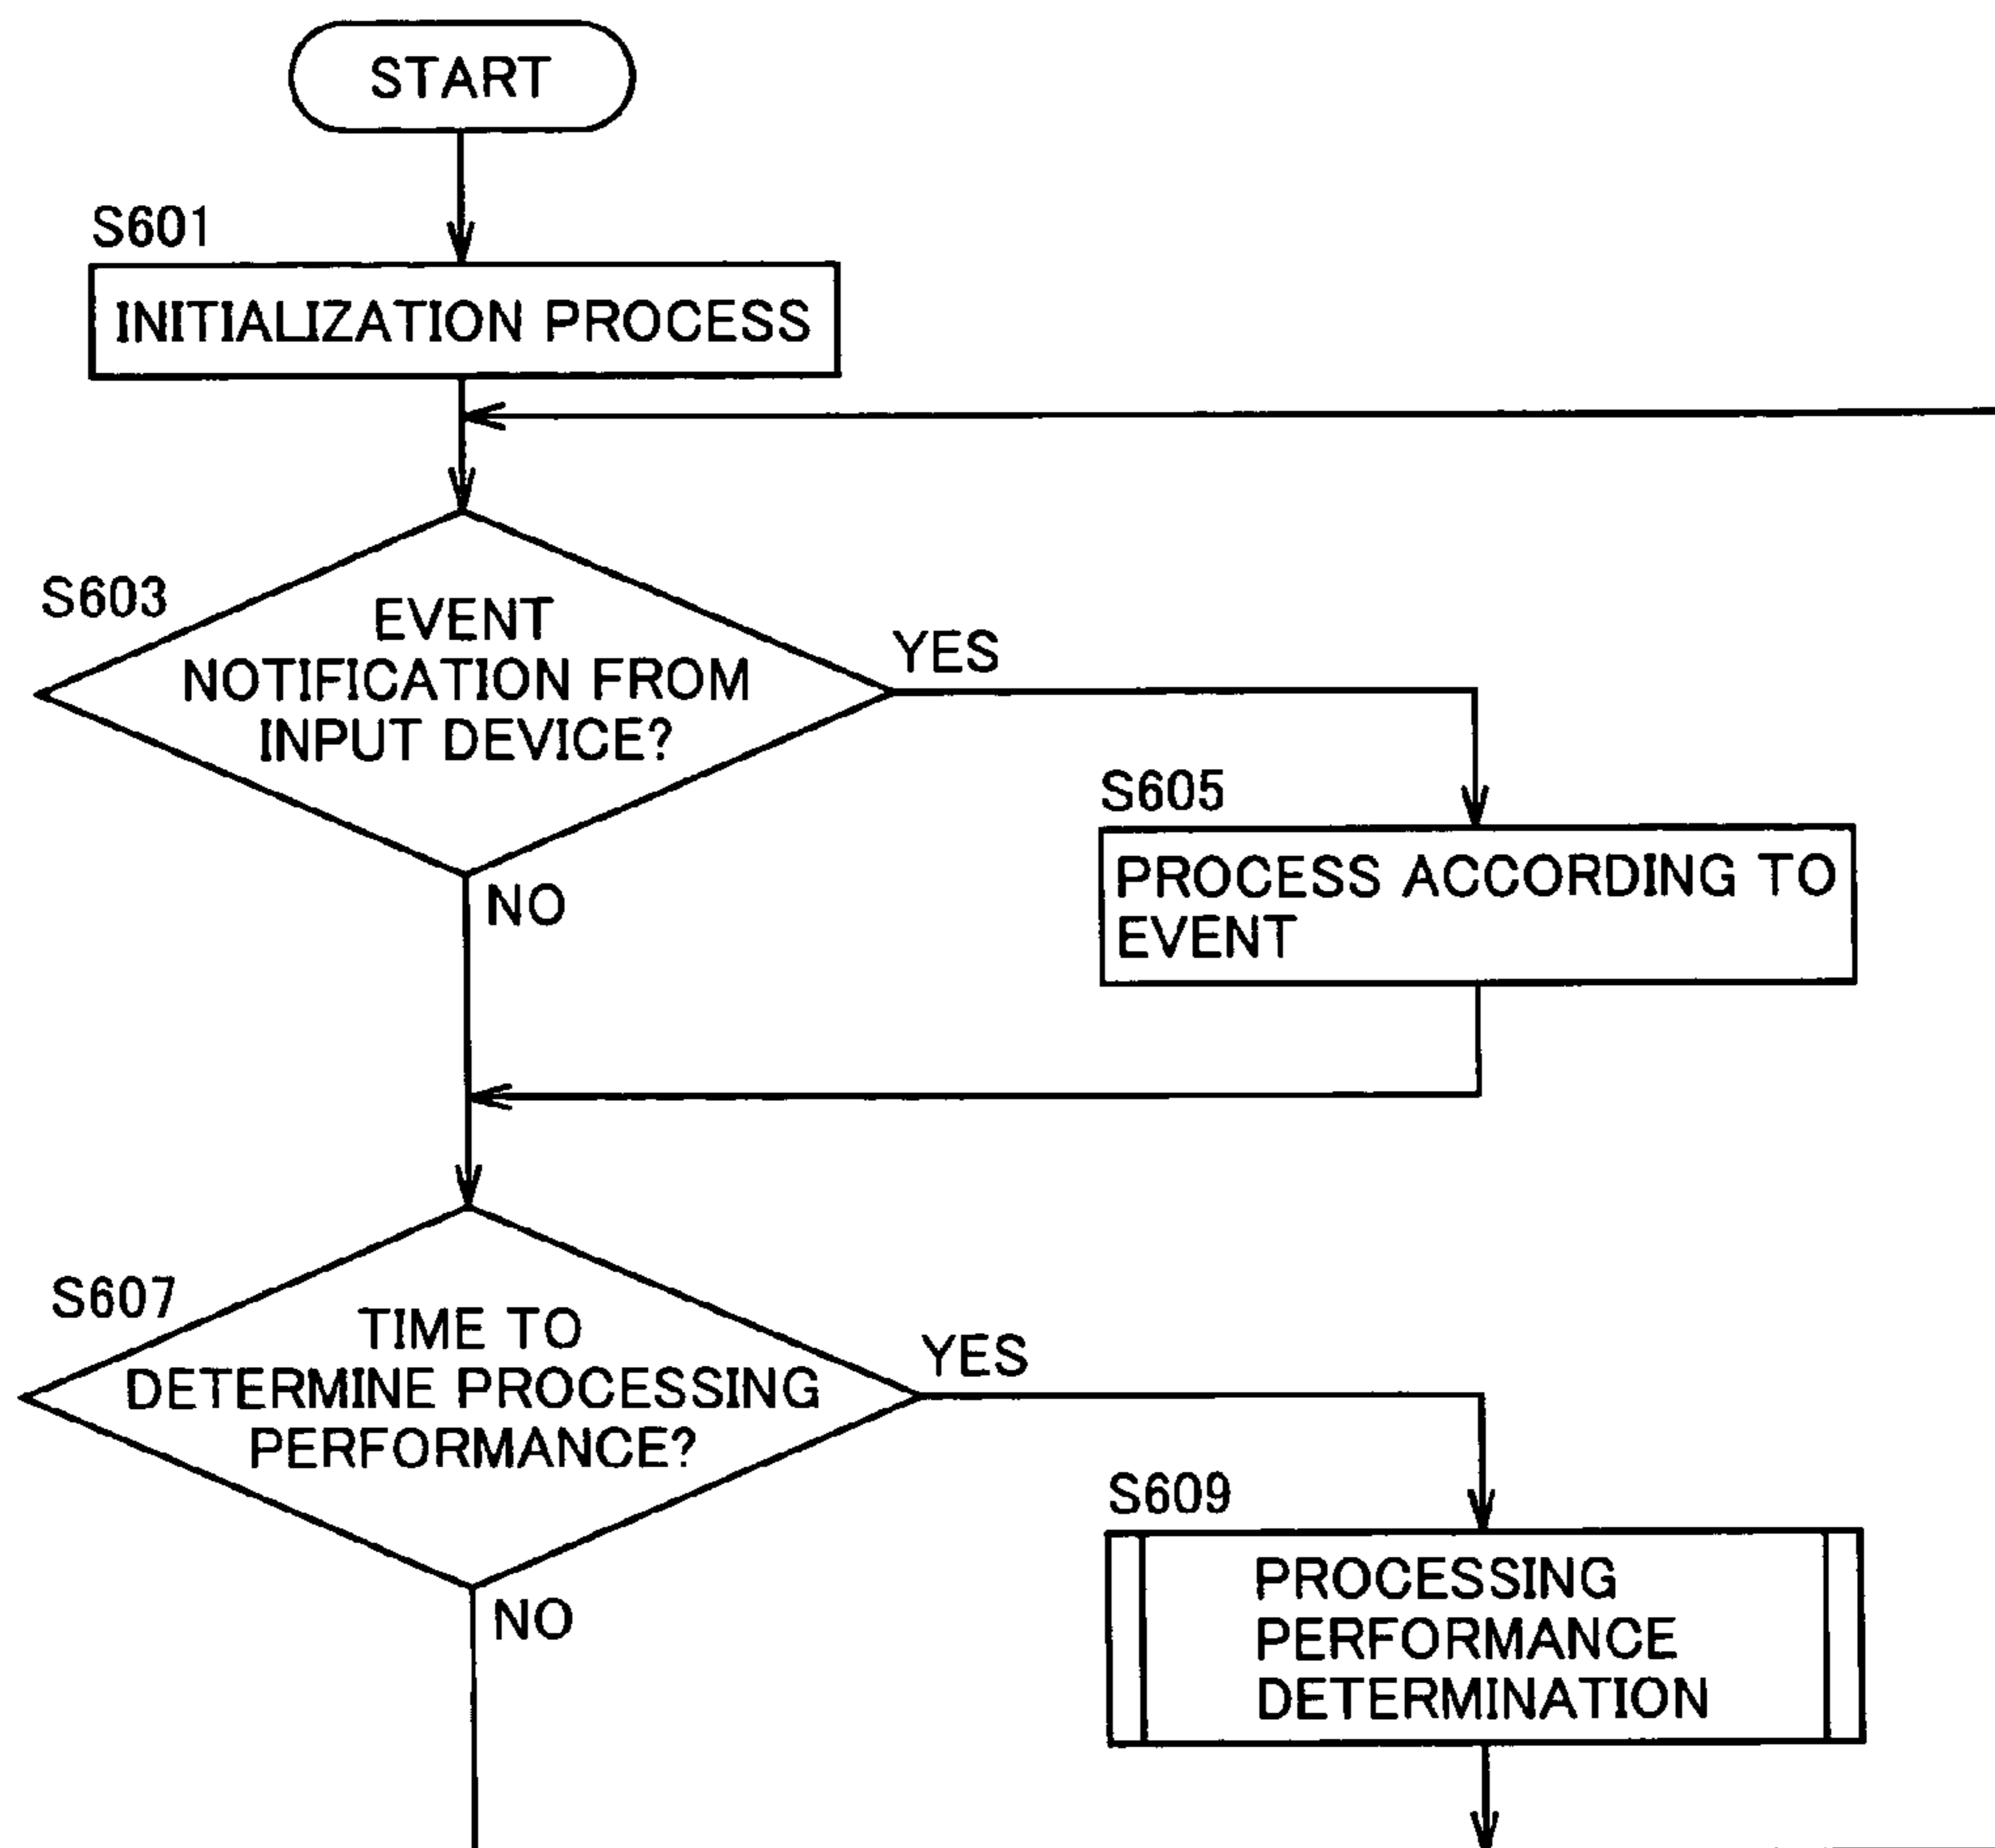 START
S601
INITIALIZATION PROCESS
S603
EVENT
NOTIFICATION FROM
INPUT DEVICE?
YES
NO
S605
PROCESS ACCORDING TO
EVENT
S607
TIME TO
DETERMINE PROCESSING
PERFORMANCE?
YES
NO
S609
PROCESSING
PERFORMANCE
DETERMINATION